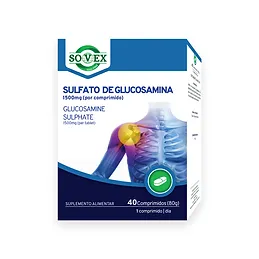 SOVEX
SULFATO DE GLUCOSAMINA
1500mg (por comprimido)
GLUCOSAMINE
SULPHATE
1500mg (per tablet)
SUPLEMENTO ALIMENTAR
40 Comprimidos (60g)
1 comprimido | dia